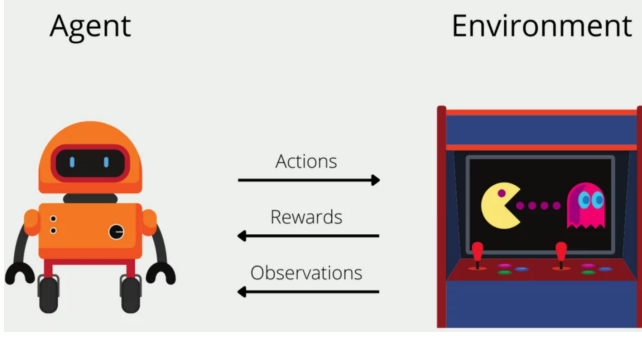 Agent
Environment
Actions
Rewards
Observations